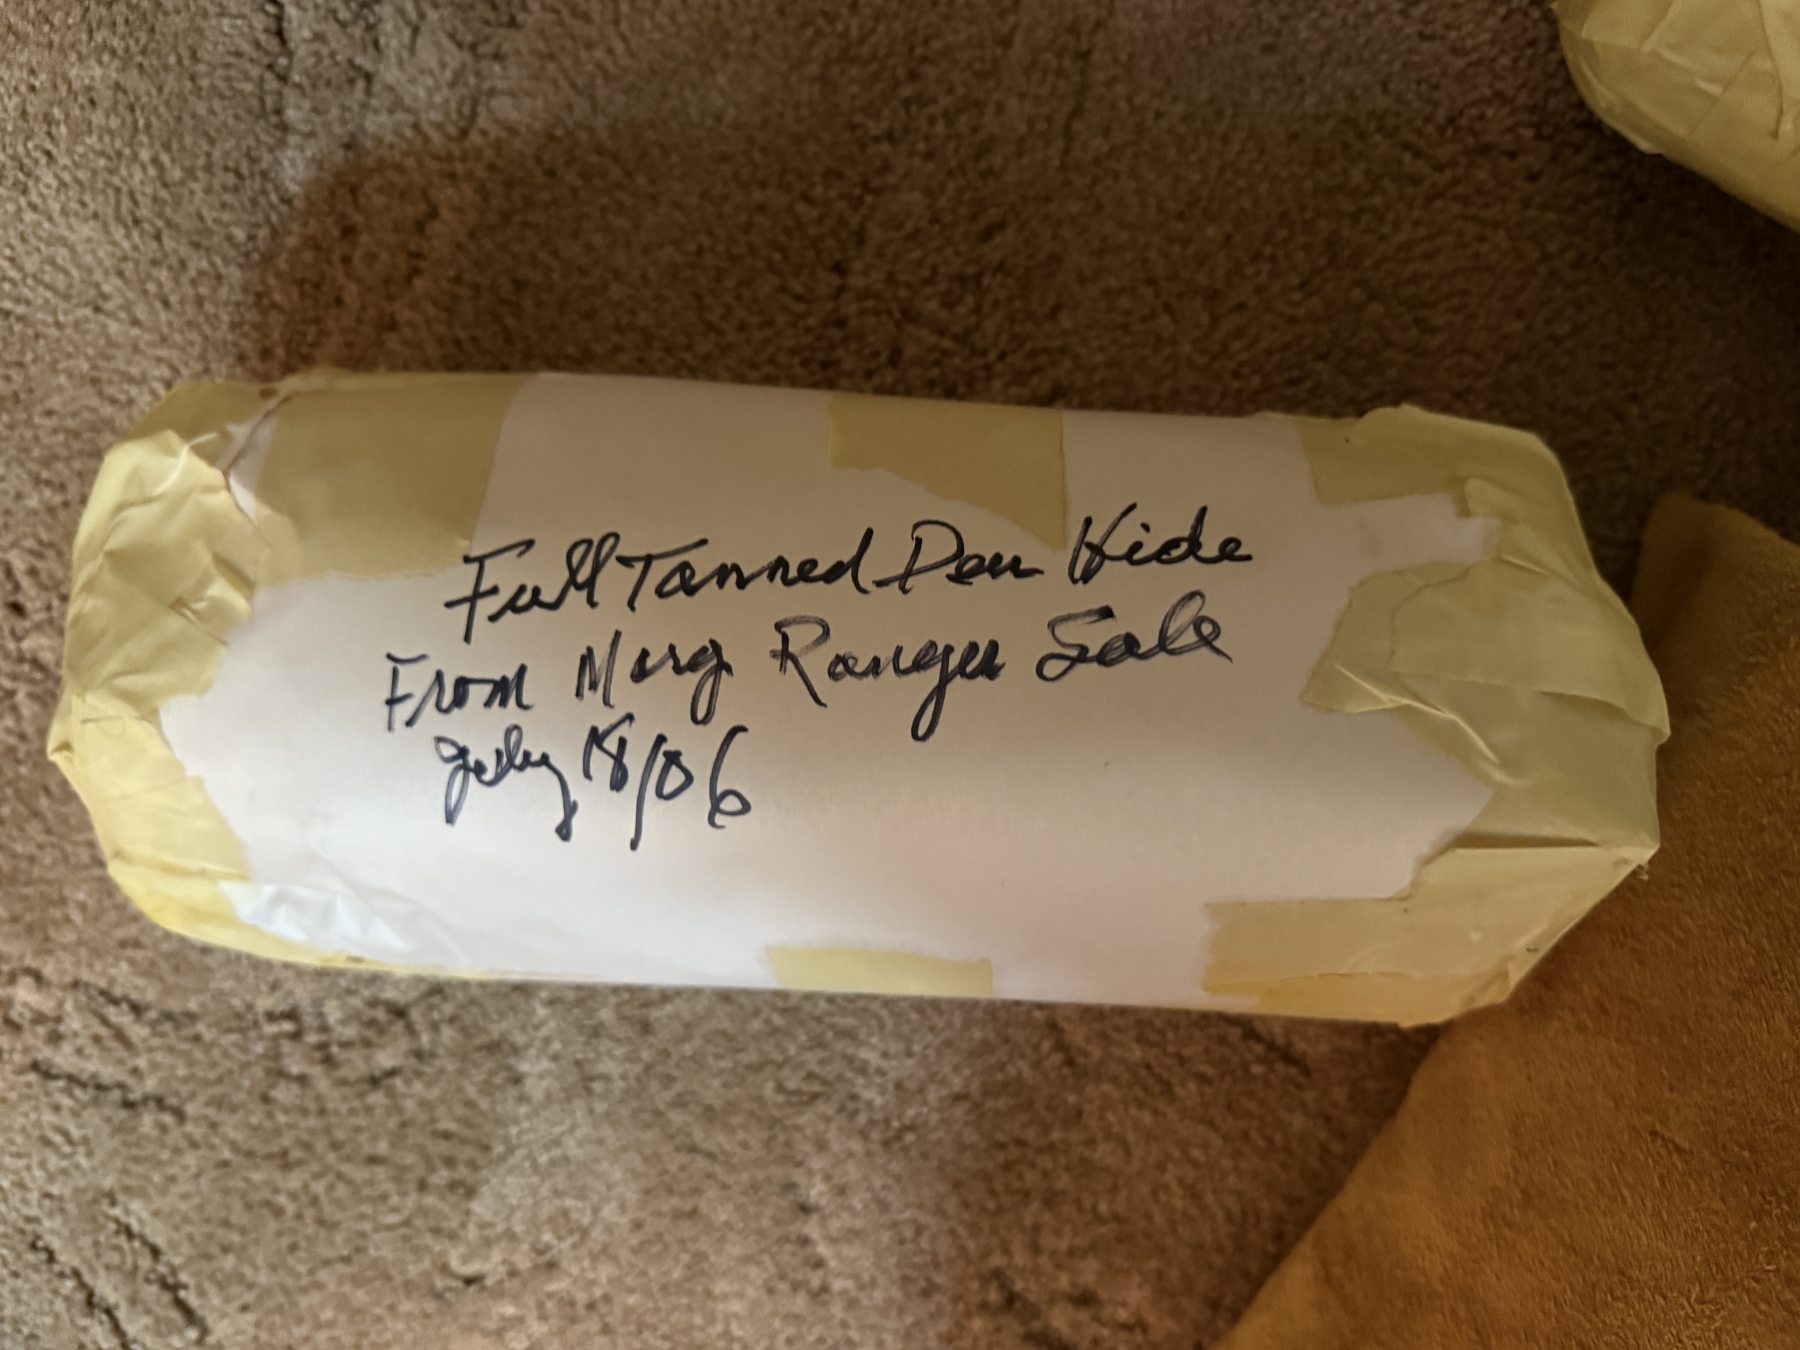 Full Tanned Deer Hide
From Marg Ranger Sale
July 18/06